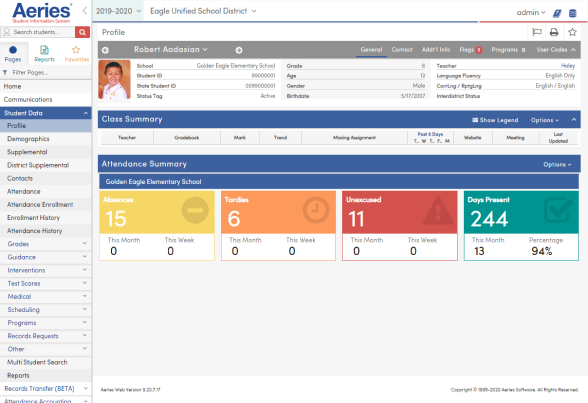 Aeries
Student Information System
2019-2020 Eagle Unified School District
admin
Search students...
Profile
Pages Reports Favorites
Robert Aadasian
General Contact Addt'l Info Flags 1 Programs 0 User Codes
Filter Pages...
Home
Communications
Student Data
Profile
Demographics
Supplemental
District Supplemental
Contacts
Attendance
Attendance Enrollment
Enrollment History
Attendance History
Grades
Guidance
Interventions
Test Scores
Medical
Scheduling
Programs
Records Requests
Other
Multi Student Search
Reports
Records Transfer (BETA)
Attendance Accounting
School Golden Eagle Elementary School
Student ID 99000001
State Student ID 0099000001
Status Tag Active
Grade 8
Age 13
Gender Male
Birthdate 5/17/2007
Teacher Haley
Language Fluency English Only
CorrLng / RptgLng English / English
Interdistrict Status
Class Summary Show Legend Options
Teacher Gradebook Mark Trend Missing Assignment Past 5 Days Website Meeting Last Updated
T.. W T.. F.. M
Attendance Summary Options
Golden Eagle Elementary School
Absences
15
This Month This Week
0 0
Tardies
6
This Month This Week
0 0
Unexcused
11
This Month This Week
0 0
Days Present
244
This Month Percentage
13 94%
Aeries Web Version 9.20.7.17
Copyright © 1995-2020 Aeries Software. All Rights Reserved.